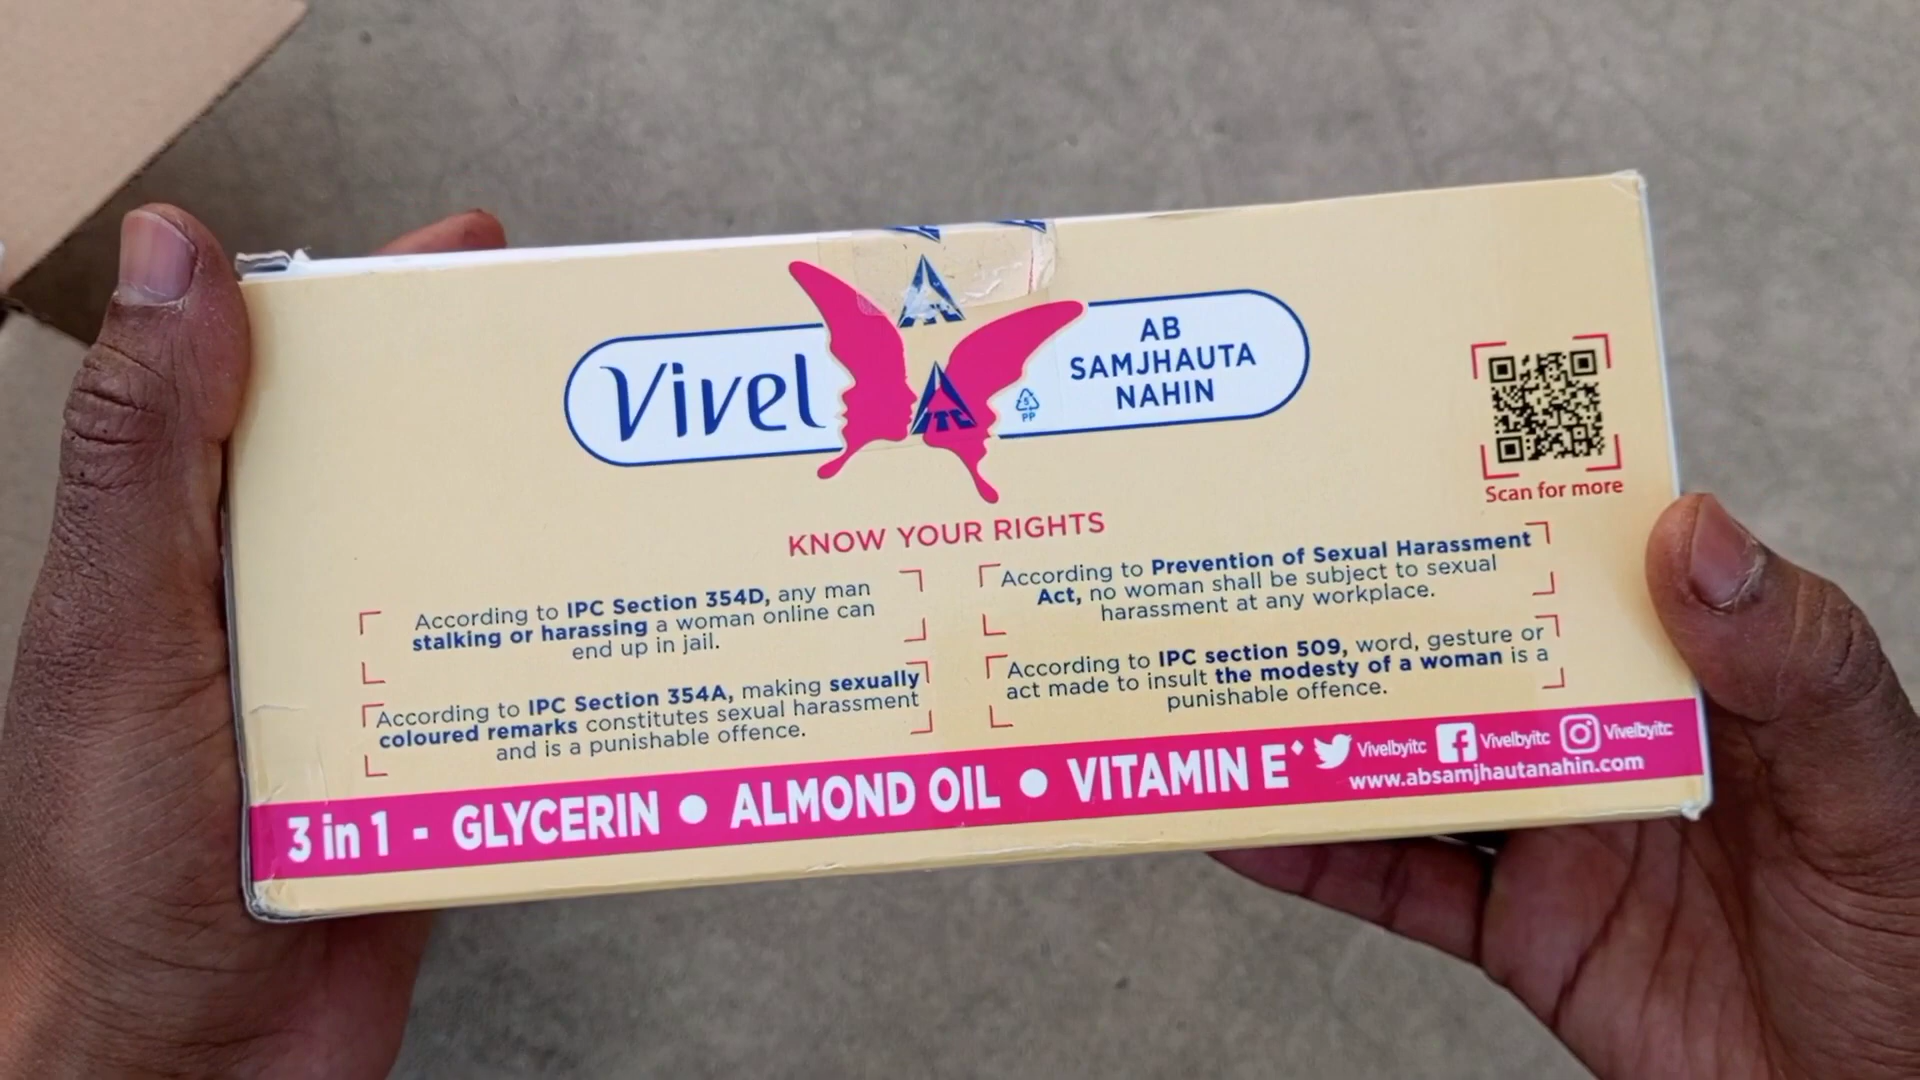 Vivel
AB
SAMJHAUTA
NAHIN
ITC
5
PP
Scan for more
KNOW YOUR RIGHTS
According to IPC Section 354D, any man
stalking or harassing a woman online can
end up in jail.
According to Prevention of Sexual Harassment
Act, no woman shall be subject to sexual
harassment at any workplace.
According to IPC Section 354A, making sexually
coloured remarks constitutes sexual harassment
and is a punishable offence.
According to IPC section 509, word, gesture or
act made to insult the modesty of a woman is a
punishable offence.
3 in 1 - GLYCERIN ● ALMOND OIL ● VITAMIN E♦
Vivelbyitc Vivelbyitc Vivelbyitc
www.absamjhautanahin.com